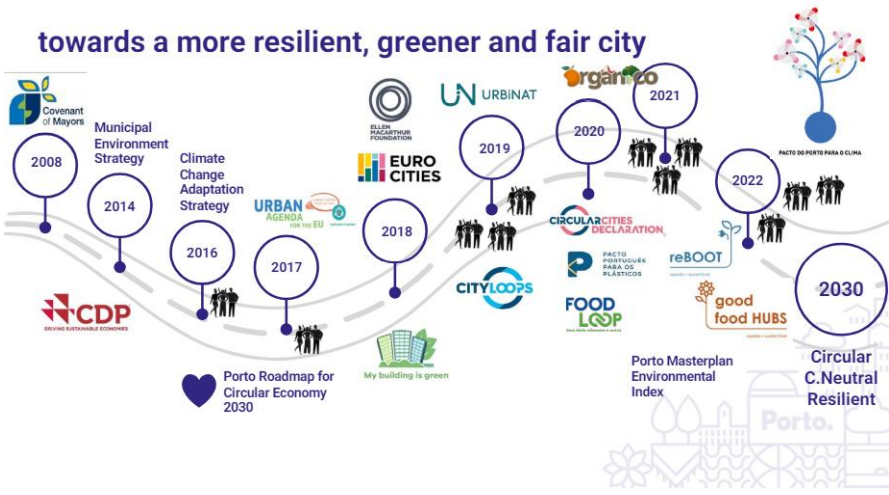 towards a more resilient, greener and fair city
Covenant
of Mayors
2008
Municipal
Environment
Strategy
2014
CDP
DRIVING SUSTAINABLE ECONOMIES
Climate
Change
Adaptation
Strategy
2016
Porto Roadmap for
Circular Economy
2030
URBAN
AGENDA
FOR THE EU
2017
ELLEN
MACARTHUR
FOUNDATION
EURO
CITIES
2018
My building is green
UN URBiNAT
2019
CITYLOOPS
organico
2020
CIRCULARCITIES
DECLARATION
PACTO
PORTUGUÊS
PARA OS
PLÁSTICOS
FOOD
LOOP
2021
2022
reBOOT
good
food HUBS
Porto Masterplan
Environmental
Index
PACTO DO PORTO PARA O CLIMA
2030
Circular
C.Neutral
Resilient
Porto.